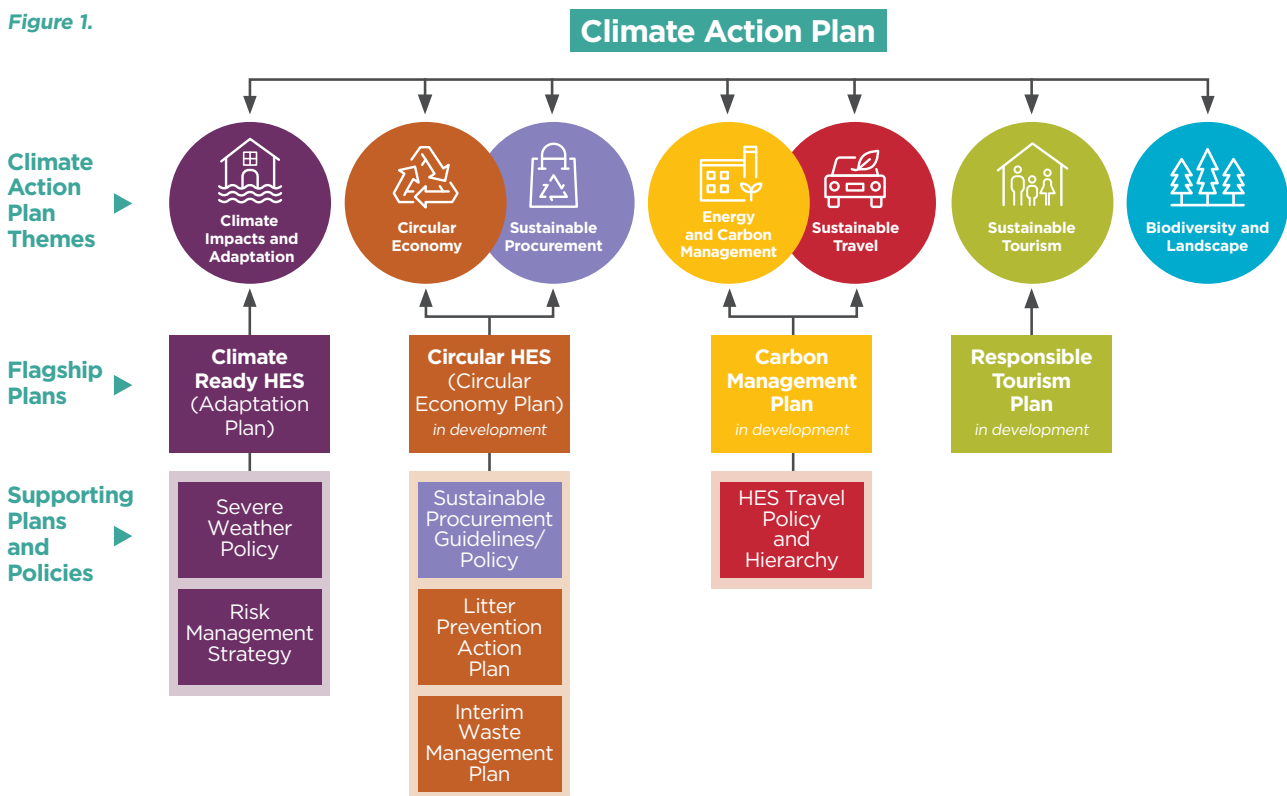 Figure 1.
Climate Action Plan
Climate
Action
Plan
Themes
Climate
Impacts and
Adaptation
Circular
Economy
Sustainable
Procurement
Energy
and Carbon
Management
Sustainable
Travel
Sustainable
Tourism
Biodiversity and
Landscape
Flagship
Plans
Climate
Ready HES
(Adaptation
Plan)
Circular HES
(Circular
Economy Plan)
in development
Carbon
Management
Plan
in development
Responsible
Tourism
Plan
in development
Supporting
Plans
and
Policies
Severe
Weather
Policy
Risk
Management
Strategy
Sustainable
Procurement
Guidelines/
Policy
Litter
Prevention
Action
Plan
Interim
Waste
Management
Plan
HES Travel
Policy
and
Hierarchy